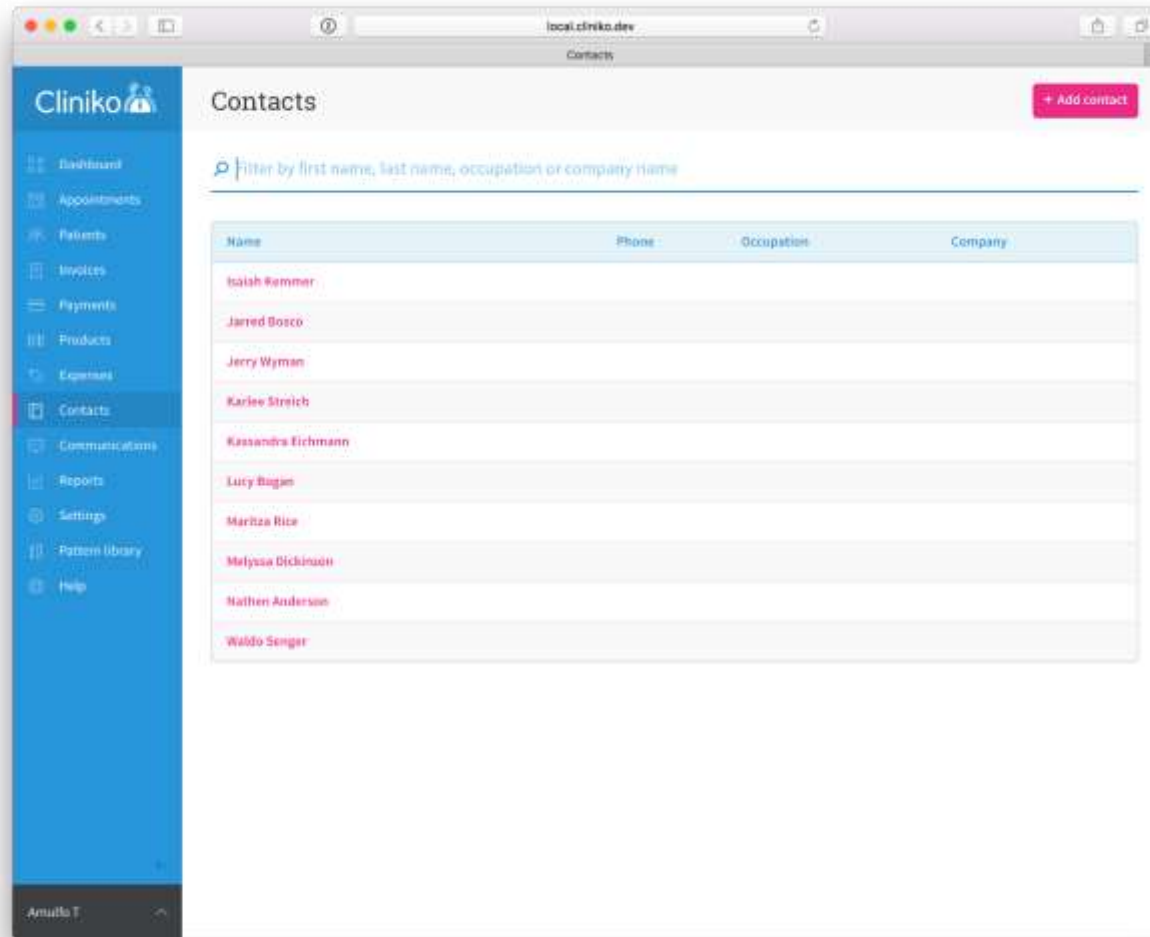 local.cliniko.dev
Contacts
Cliniko
Contacts
+ Add contact
Filter by first name, last name, occupation or company name
Dashboard
Appointments
Patients
Invoices
Payments
Products
Expenses
Contacts
Communications
Reports
Settings
Pattern library
Help
Name Phone Occupation Company
Isaiah Kemmer
Jarred Bosco
Jerry Wyman
Karlee Streich
Kassandra Eichmann
Lucy Bogan
Maritza Rice
Melyssa Dickinson
Nathen Anderson
Waldo Senger